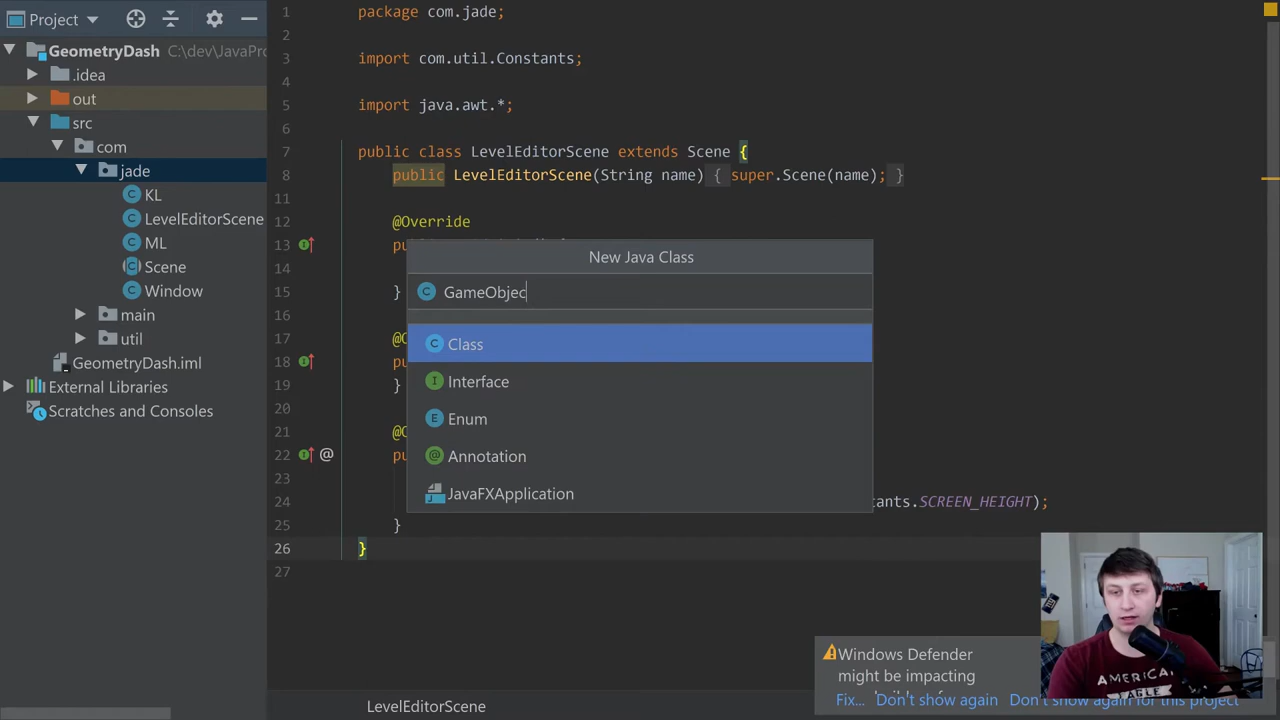 Project
GeometryDash C:\dev\JavaPro
.idea
out
src
com
jade
KL
LevelEditorScene
ML
Scene
Window
main
util
GeometryDash.iml
External Libraries
Scratches and Consoles
1 package com.jade;
2
3 import com.util.Constants;
4
5 import java.awt.*;
6
7 public class LevelEditorScene extends Scene {
8 public LevelEditorScene(String name) { super.Scene(name); }
11
12 @Override
13
14
15 }
17
18
19 }
20
21
22 @
23
24 tants.SCREEN_HEIGHT);
25 }
26 }
27
New Java Class
GameObjec
Class
Interface
Enum
Annotation
JavaFXApplication
Windows Defender
might be impacting
Fix... Don't show again Don't show again for this project
LevelEditorScene
AMERICAN
EAGLE